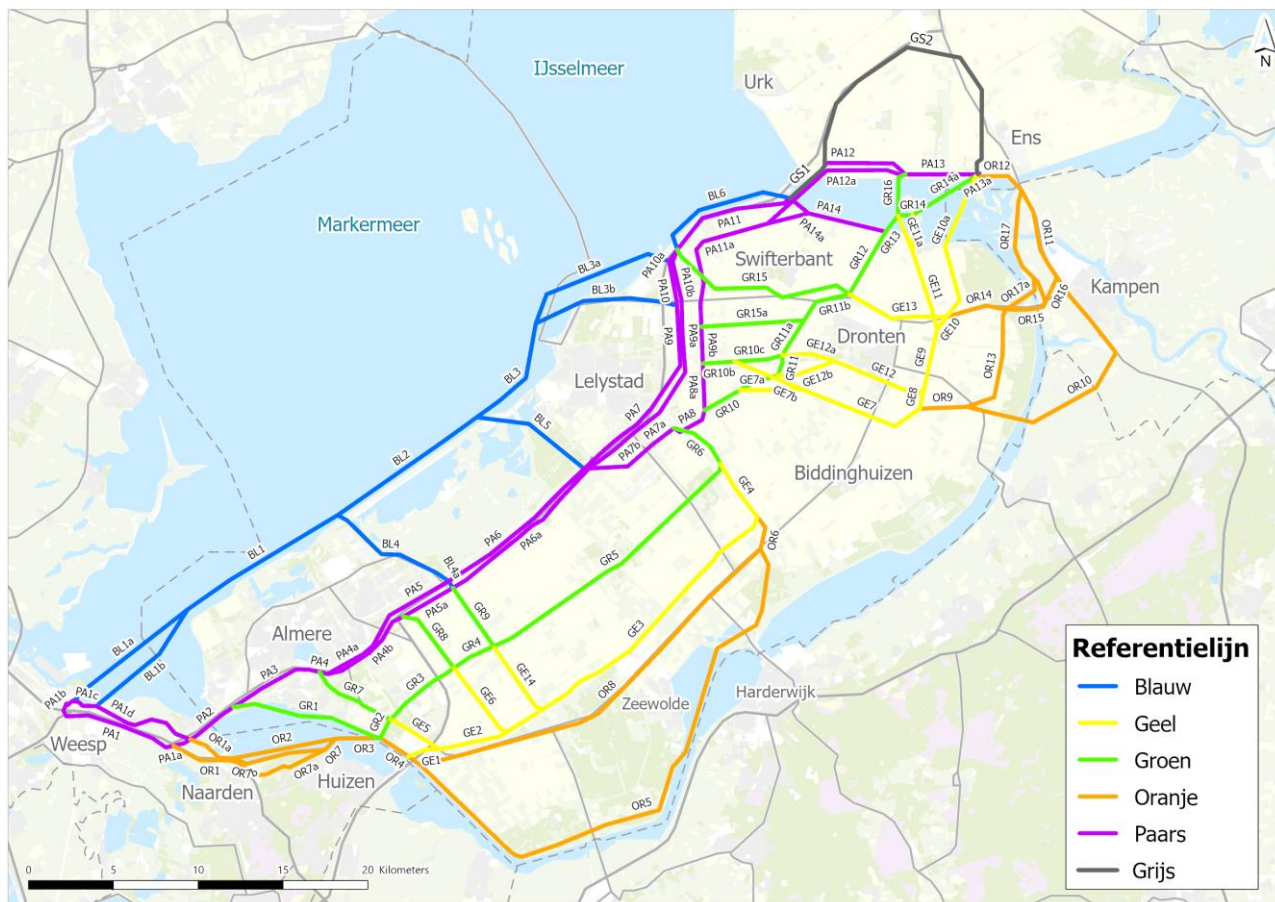 IJsselmeer
GS2
Urk
N
Ens
GS1
PA12
PA13
OR12
PA12a
GR14a
PA13a
GR16
BL6
PA14
GR14
Markermeer
PA11
GE11a
GE10a
OR17
OR11
PA14a
GR13
PA11a
BL3a
PA10a
Swifterbant
GR12
PA10
PA10b
GR15
GE11
OR17a
OR16
Kampen
BL3b
OR14
GR11b
GE13
GE10
OR15
PA9
PA9a
PA9b
GR15a
GR11a
Dronten
GE9
OR13
GR10c
GE12a
Lelystad
GR10b
GR11
GE12
OR10
BL3
GE7a
GE12b
PA8a
GE7b
GE7
GE8
OR9
PA7
GR10
PA8
BL5
PA7a
PA7b
GR6
BL2
Biddinghuizen
GE4
PA6
PA6a
OR6
BL1
BL4
GR5
BL4a
PA5
PA5a
GR9
Almere
GR8
GE3
BL1a
PA4a
PA4b
GR4
BL1b
PA3
PA4
GE14
Referentielijn
PA1b
PA1c
GR7
GR3
GE6
OR8
Zeewolde
Harderwijk
Blauw
PA1d
PA2
GR1
GR2
GE5
Geel
PA1
Weesp
OR1a
OR2
OR3
GE2
Groen
PA1a
OR1
OR7
OR4
GE1
OR7b
OR7a
Oranje
Naarden
Huizen
OR5
Paars
Grijs
0 5 10 15 20 Kilometers